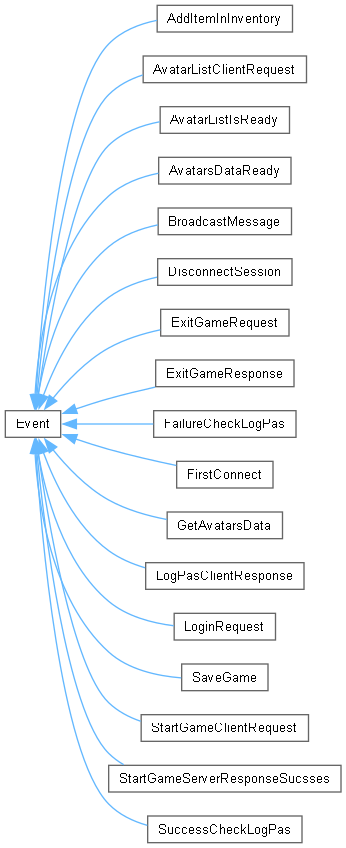 AddItemInInventory
AvatarListClientRequest
AvatarListIsReady
AvatarsDataReady
BroadcastMessage
DisconnectSession
ExitGameRequest
ExitGameResponse
Event
FailureCheckLogPas
FirstConnect
GetAvatarsData
LogPasClientResponse
LoginRequest
SaveGame
StartGameClientRequest
StartGameServerResponseSucsses
SuccessCheckLogPas